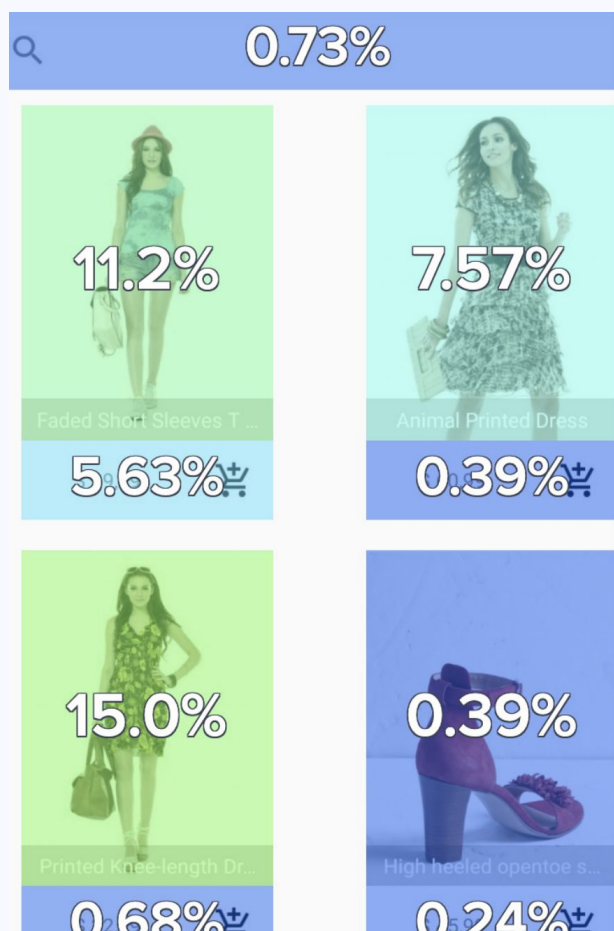 0.73%
11.2%
7.57%
Faded Short Sleeves T ...
Animal Printed Dress
5.63%
0.39%
15.0%
0.39%
Printed Knee-length Dr...
High heeled opentoe s...
0.68%
0.24%